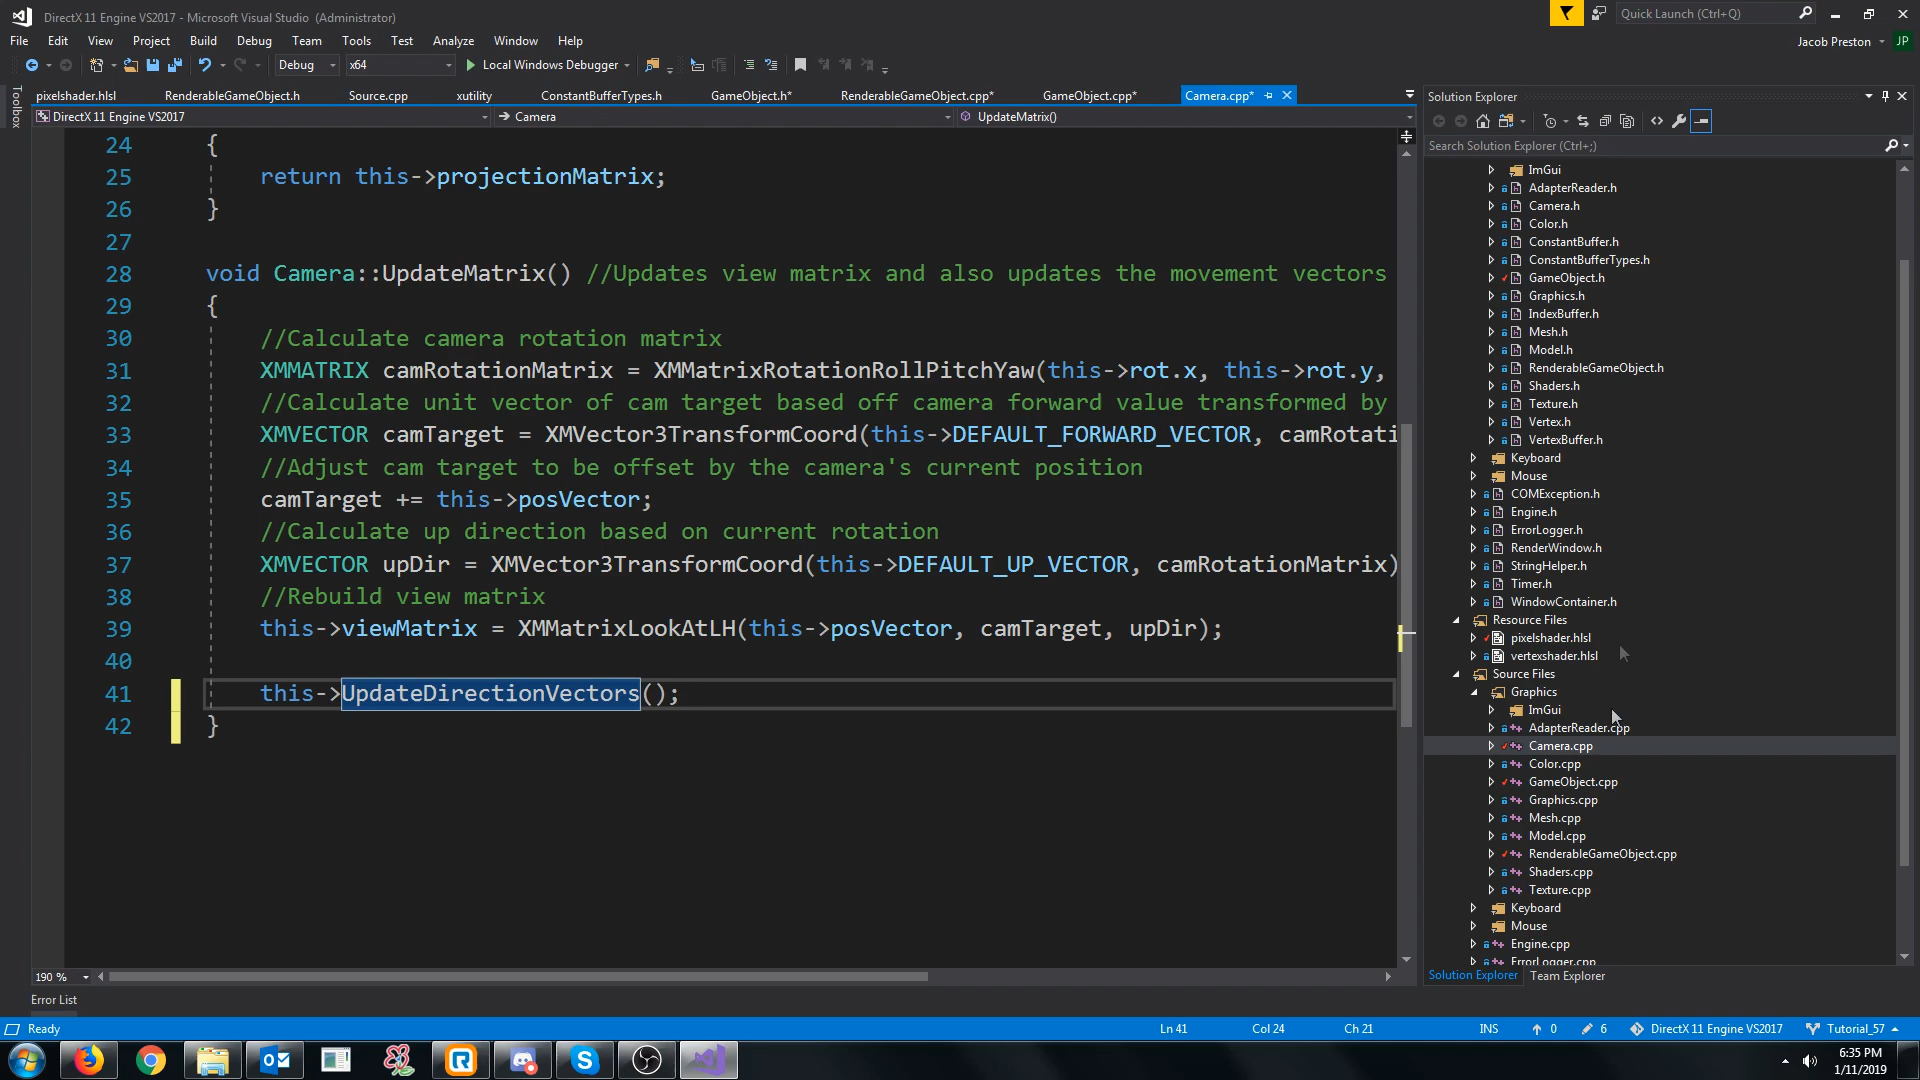 DirectX 11 Engine VS2017 - Microsoft Visual Studio (Administrator)
Quick Launch (Ctrl+Q)
File Edit View Project Build Debug Team Tools Test Analyze Window Help
Jacob Preston JP
Debug x64 Local Windows Debugger
Toolbox
pixelshader.hlsl RenderableGameObject.h Source.cpp xutility ConstantBufferTypes.h GameObject.h* RenderableGameObject.cpp* GameObject.cpp* Camera.cpp*
DirectX 11 Engine VS2017 Camera UpdateMatrix()
24 {
25 return this->projectionMatrix;
26 }
27
28 void Camera::UpdateMatrix() //Updates view matrix and also updates the movement vectors
29 {
30 //Calculate camera rotation matrix
31 XMMATRIX camRotationMatrix = XMMatrixRotationRollPitchYaw(this->rot.x, this->rot.y,
32 //Calculate unit vector of cam target based off camera forward value transformed by
33 XMVECTOR camTarget = XMVector3TransformCoord(this->DEFAULT_FORWARD_VECTOR, camRotati
34 //Adjust cam target to be offset by the camera's current position
35 camTarget += this->posVector;
36 //Calculate up direction based on current rotation
37 XMVECTOR upDir = XMVector3TransformCoord(this->DEFAULT_UP_VECTOR, camRotationMatrix)
38 //Rebuild view matrix
39 this->viewMatrix = XMMatrixLookAtLH(this->posVector, camTarget, upDir);
40
41 this->UpdateDirectionVectors();
42 }
190 %
Solution Explorer
Search Solution Explorer (Ctrl+;)
ImGui
AdapterReader.h
Camera.h
Color.h
ConstantBuffer.h
ConstantBufferTypes.h
GameObject.h
Graphics.h
IndexBuffer.h
Mesh.h
Model.h
RenderableGameObject.h
Shaders.h
Texture.h
Vertex.h
VertexBuffer.h
Keyboard
Mouse
COMException.h
Engine.h
ErrorLogger.h
RenderWindow.h
StringHelper.h
Timer.h
WindowContainer.h
Resource Files
pixelshader.hlsl
vertexshader.hlsl
Source Files
Graphics
ImGui
AdapterReader.cpp
Camera.cpp
Color.cpp
GameObject.cpp
Graphics.cpp
Mesh.cpp
Model.cpp
RenderableGameObject.cpp
Shaders.cpp
Texture.cpp
Keyboard
Mouse
Engine.cpp
ErrorLogger.cpp
Solution Explorer Team Explorer
Error List
Ready Ln 41 Col 24 Ch 21 INS 0 6 DirectX 11 Engine VS2017 Tutorial_57
6:35 PM
1/11/2019